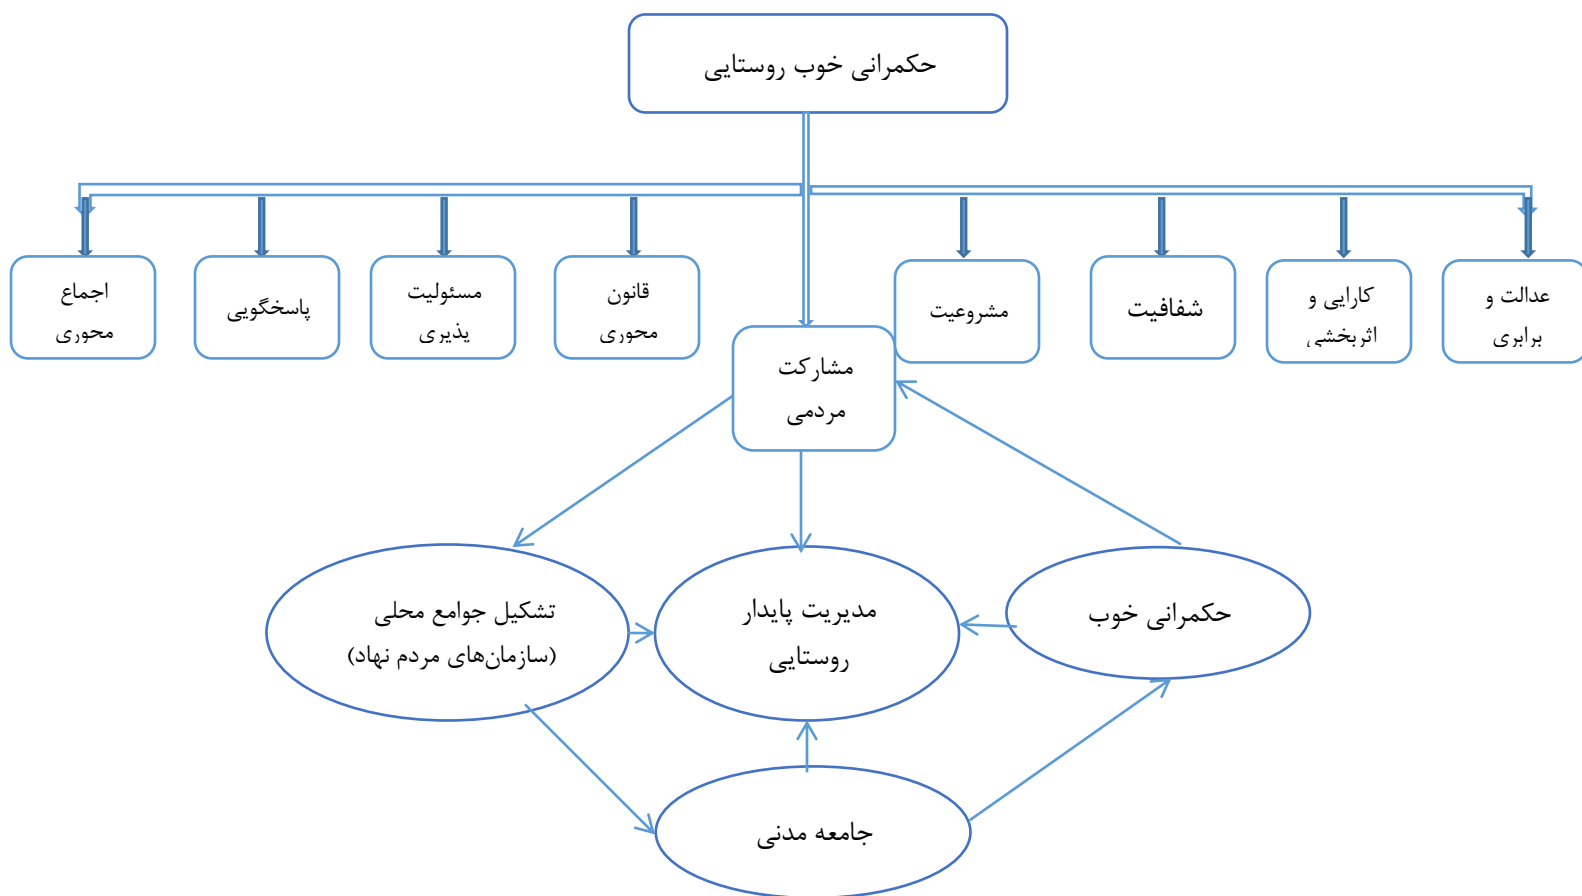 حکمرانی خوب روستایی
عدالت و
برابری
کارایی و
اثربخشی
شفافیت
مشروعیت
قانون
محوری
مسئولیت
پذیری
پاسخگویی
اجماع
محوری
مشارکت
مردمی
حکمرانی خوب
مدیریت پایدار
روستایی
تشکیل جوامع محلی
(سازمان‌های مردم نهاد)
جامعه مدنی